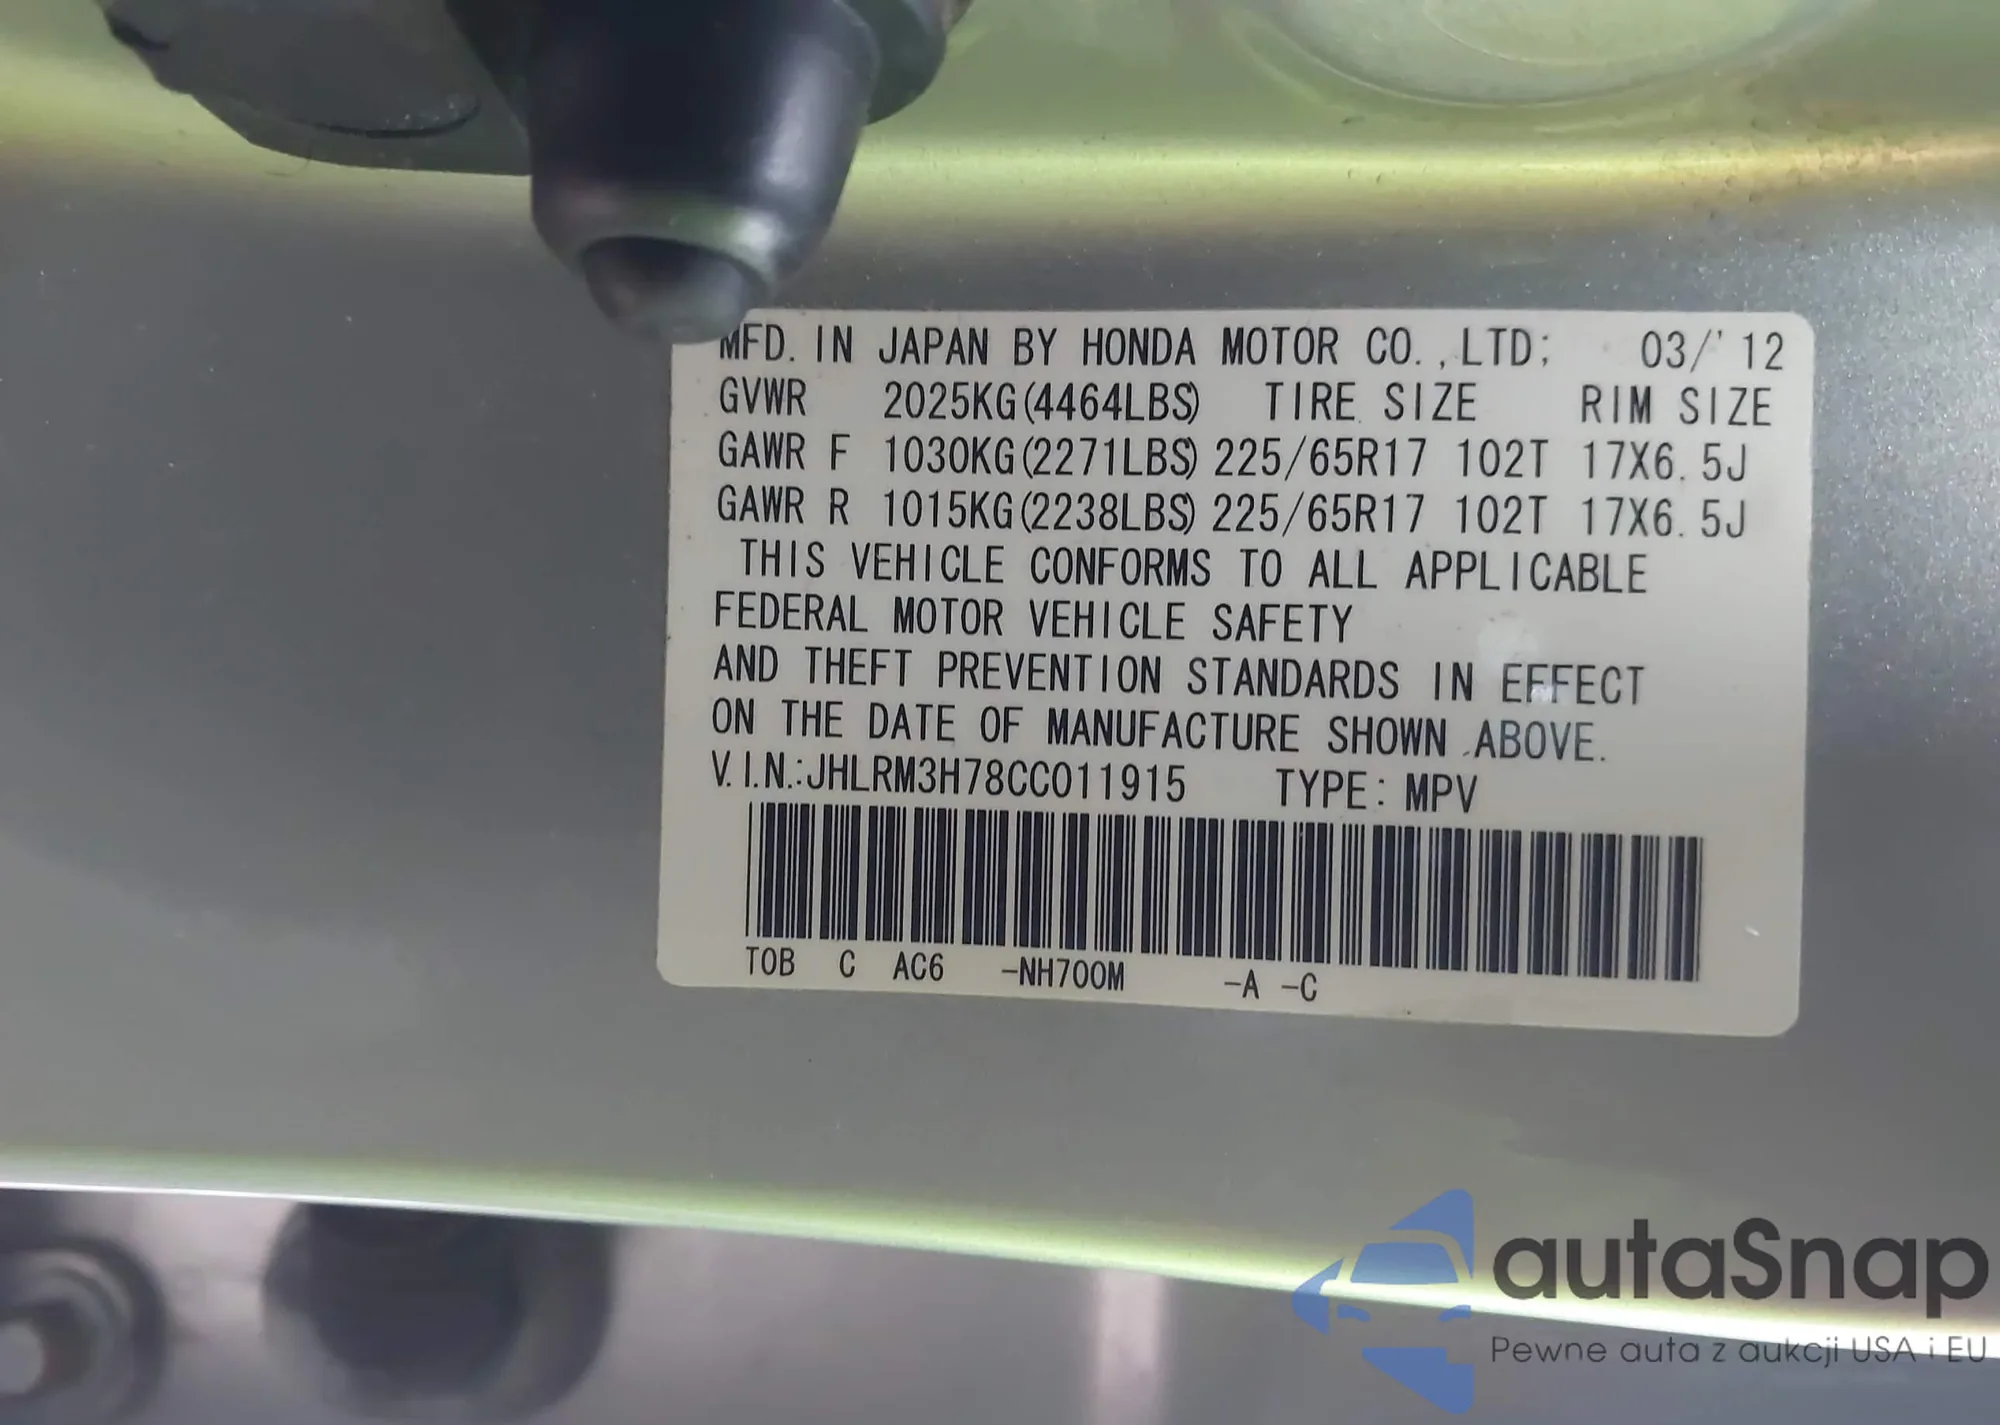 MFD. IN JAPAN BY HONDA MOTOR CO.,LTD; 03/'12
GVWR 2025KG(4464LBS) TIRE SIZE RIM SIZE
GAWR F 1030KG(2271LBS) 225/65R17 102T 17X6.5J
GAWR R 1015KG(2238LBS) 225/65R17 102T 17X6.5J
THIS VEHICLE CONFORMS TO ALL APPLICABLE
FEDERAL MOTOR VEHICLE SAFETY
AND THEFT PREVENTION STANDARDS IN EFFECT
ON THE DATE OF MANUFACTURE SHOWN ABOVE.
V.I.N.:JHLRM3H78CC011915 TYPE: MPV
T0B C AC6 -NH700M -A -C
autaSnap
Pewne auta z aukcji USA i EU